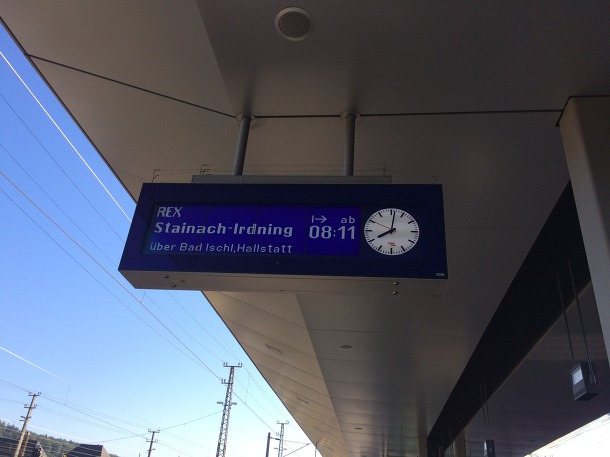 REX
Stainach-Irdning
I→ ab
08:11
über Bad Ischl,Hallstatt